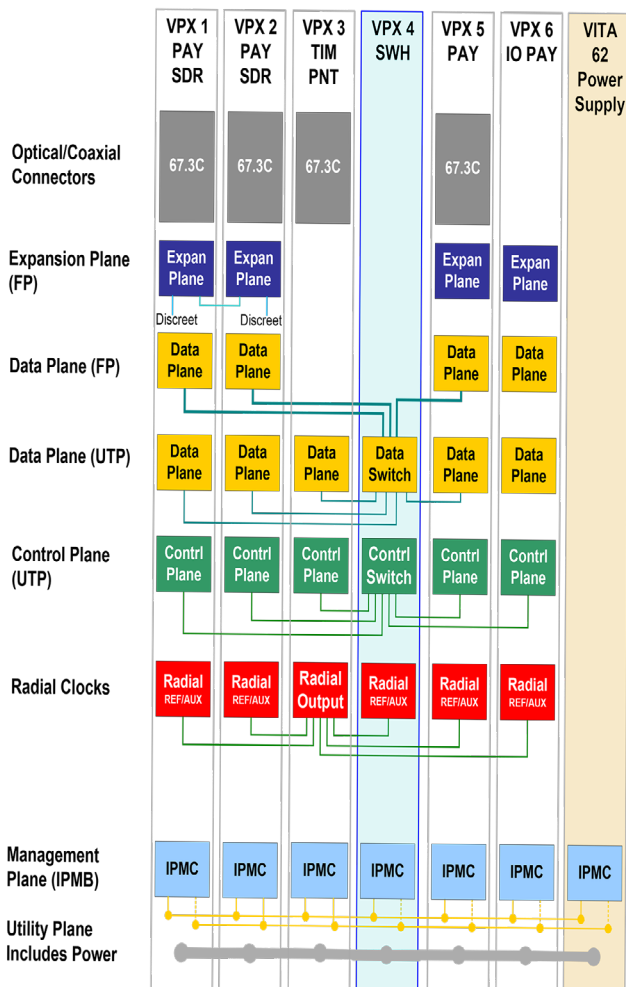 VPX 1
PAY
SDR
VPX 2
PAY
SDR
VPX 3
TIM
PNT
VPX 4
SWH
VPX 5
PAY
VPX 6
IO PAY
VITA
62
Power
Supply
Optical/Coaxial
Connectors
67.3C
67.3C
67.3C
67.3C
Expansion Plane
(FP)
Expan
Plane
Expan
Plane
Expan
Plane
Expan
Plane
Discreet
Discreet
Data Plane (FP)
Data
Plane
Data
Plane
Data
Plane
Data
Plane
Data Plane (UTP)
Data
Plane
Data
Plane
Data
Plane
Data
Switch
Data
Plane
Data
Plane
Control Plane
(UTP)
Contrl
Plane
Contrl
Plane
Contrl
Plane
Contrl
Switch
Contrl
Plane
Contrl
Plane
Radial Clocks
Radial
REF/AUX
Radial
REF/AUX
Radial
Output
Radial
REF/AUX
Radial
REF/AUX
Radial
REF/AUX
Management
Plane (IPMB)
IPMC
IPMC
IPMC
IPMC
IPMC
IPMC
IPMC
Utility Plane
Includes Power